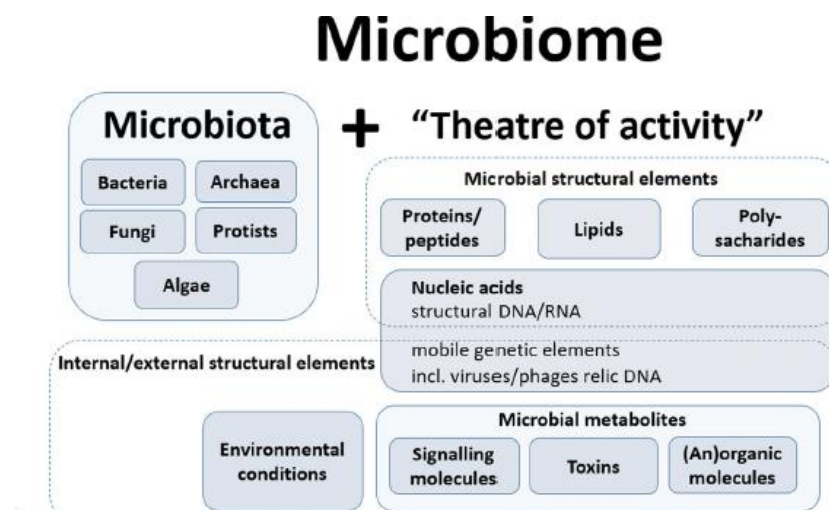 Microbiome
Microbiota + “Theatre of activity”
Bacteria
Archaea
Fungi
Protists
Algae
Microbial structural elements
Proteins/
peptides
Lipids
Poly-
sacharides
Nucleic acids
structural DNA/RNA
mobile genetic elements
incl. viruses/phages relic DNA
Internal/external structural elements
Environmental
conditions
Microbial metabolites
Signalling
molecules
Toxins
(An)organic
molecules